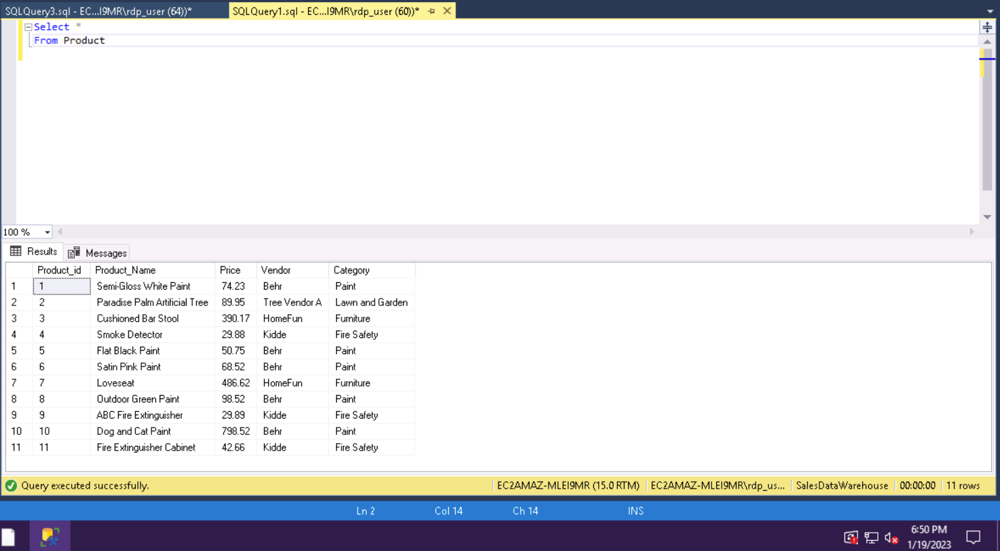 SQLQuery3.sql - EC...I9MR\rdp_user (64))* SQLQuery1.sql - EC...I9MR\rdp_user (60))*
Select *
From Product
100 %
Results Messages
Product_id Product_Name Price Vendor Category
1 1 Semi-Gloss White Paint 74.23 Behr Paint
2 2 Paradise Palm Artificial Tree 89.95 Tree Vendor A Lawn and Garden
3 3 Cushioned Bar Stool 390.17 HomeFun Furniture
4 4 Smoke Detector 29.88 Kidde Fire Safety
5 5 Flat Black Paint 50.75 Behr Paint
6 6 Satin Pink Paint 68.52 Behr Paint
7 7 Loveseat 486.62 HomeFun Furniture
8 8 Outdoor Green Paint 98.52 Behr Paint
9 9 ABC Fire Extinguisher 29.89 Kidde Fire Safety
10 10 Dog and Cat Paint 798.52 Behr Paint
11 11 Fire Extinguisher Cabinet 42.66 Kidde Fire Safety
Query executed successfully. EC2AMAZ-MLEI9MR (15.0 RTM) EC2AMAZ-MLEI9MR\rdp_us... SalesDataWarehouse 00:00:00 11 rows
Ln 2 Col 14 Ch 14 INS
6:50 PM
1/19/2023